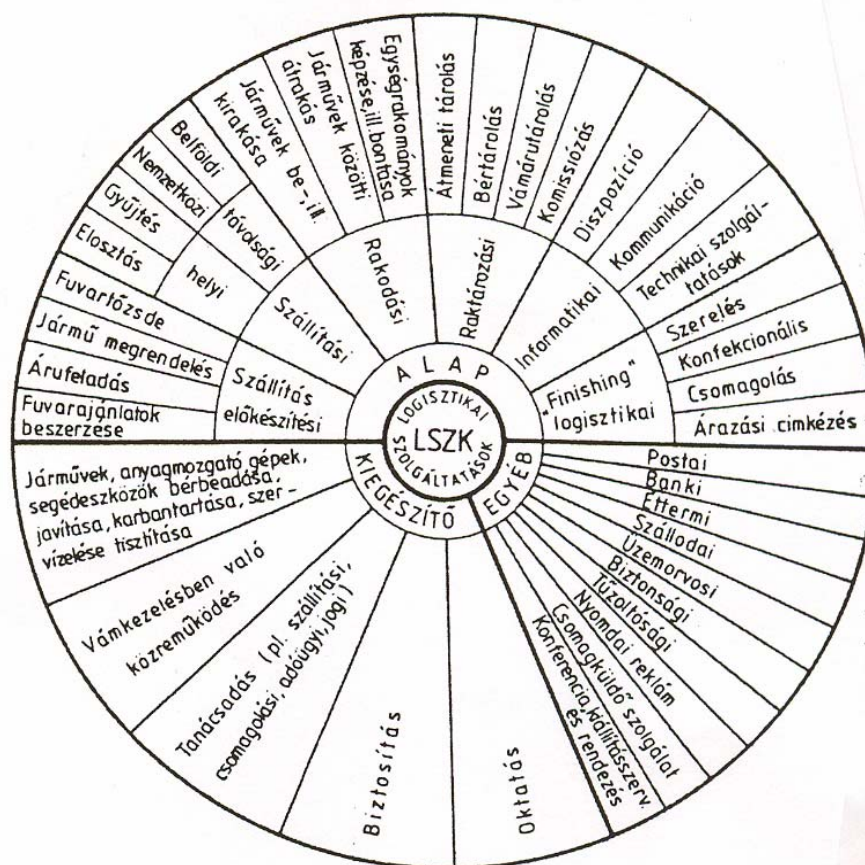 LOGISZTIKAI
LSZK
SZOLGÁLTATÁSOK
ALAP
Szállítás
előkészítési
Fuvarajánlatok
beszerzése
Árufeladás
Jármű megrendelés
Fuvartőzsde
Szállítási
helyi
Elosztás
Gyűjtés
távolsági
Nemzetközi
Belföldi
Rakodási
Járművek be-, ill.
kirakása
Járművek közötti
átrakás
Egységrakományok
képzése, ill. bontása
Raktározási
Átmeneti tárolás
Bértárolás
Vámárutárolás
Komissiózás
Informatikai
Diszpozíció
Kommunikáció
Technikai szolgál-
tatások
"Finishing"
logisztikai
Szerelés
Konfekcionális
Csomagolás
Árazási címkézés
EGYÉB
Postai
Banki
Éttermi
Szállodai
Üzemorvosi
Biztonsági
Tűzoltósági
Nyomdai reklám
Csomagküldő szolgálat
Konferencia, kiállításszerv.
és rendezés
KIEGÉSZÍTŐ
Járművek, anyagmozgató gépek,
segédeszközök bérbeadása,
javítása, karbantartása, szer-
vizelése tisztítása
Vámkezelésben való
közreműködés
Tanácsadás (pl. szállítási,
csomagolási, adóügyi, jogi)
Biztosítás
Oktatás